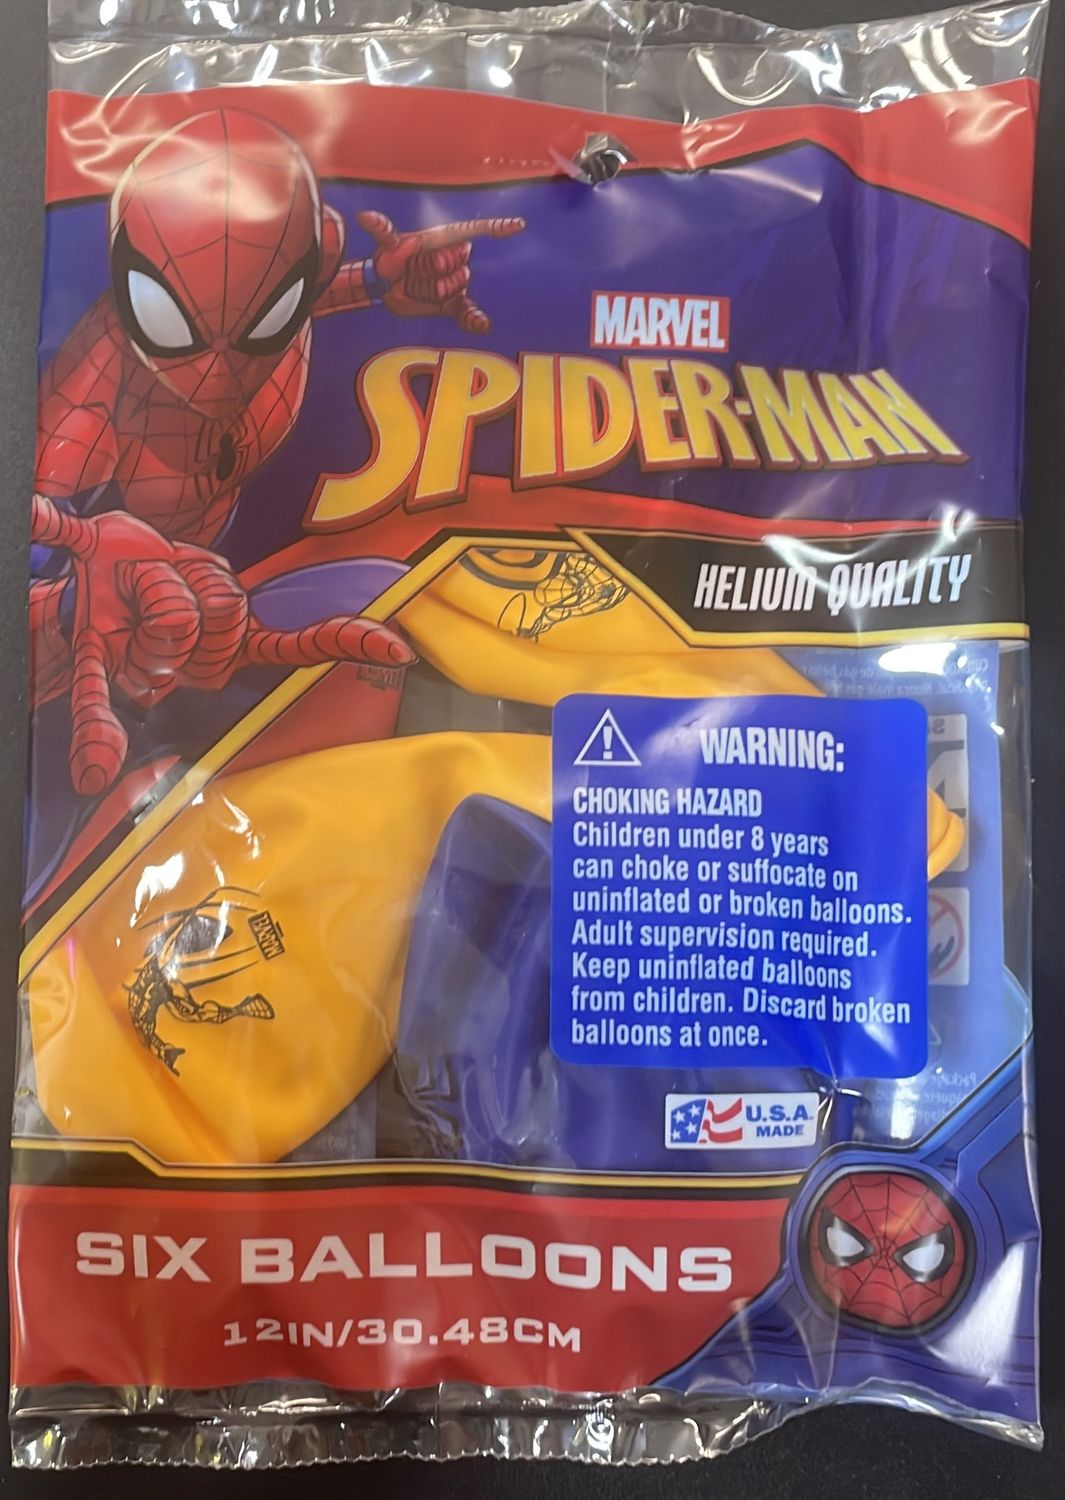 MARVEL
SPIDER-MAN
HELIUM QUALITY
MARVEL
WARNING:
CHOKING HAZARD
Children under 8 years
can choke or suffocate on
uninflated or broken balloons.
Adult supervision required.
Keep uninflated balloons
from children. Discard broken
balloons at once.
MARVEL
U.S.A.
MADE
SIX BALLOONS
12IN/30.48CM